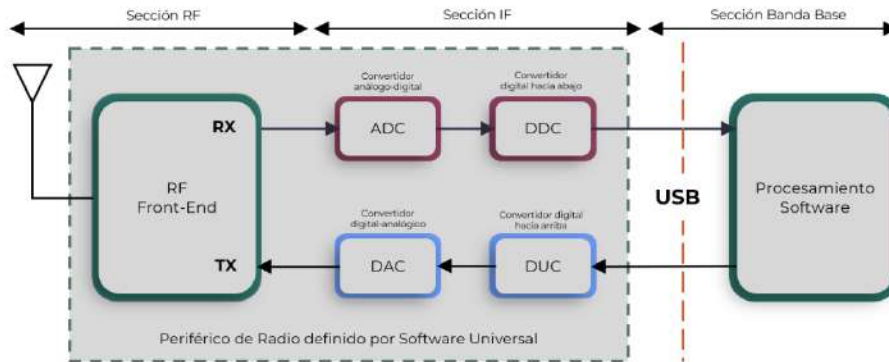 Sección RF
Sección IF
Sección Banda Base
Convertidor
análogo-digital
Convertidor
digital hacia abajo
RX
ADC
DDC
RF
Front-End
USB
Procesamiento
Software
Convertidor
digital-analógico
Convertidor digital
hacia arriba
TX
DAC
DUC
Periférico de Radio definido por Software Universal